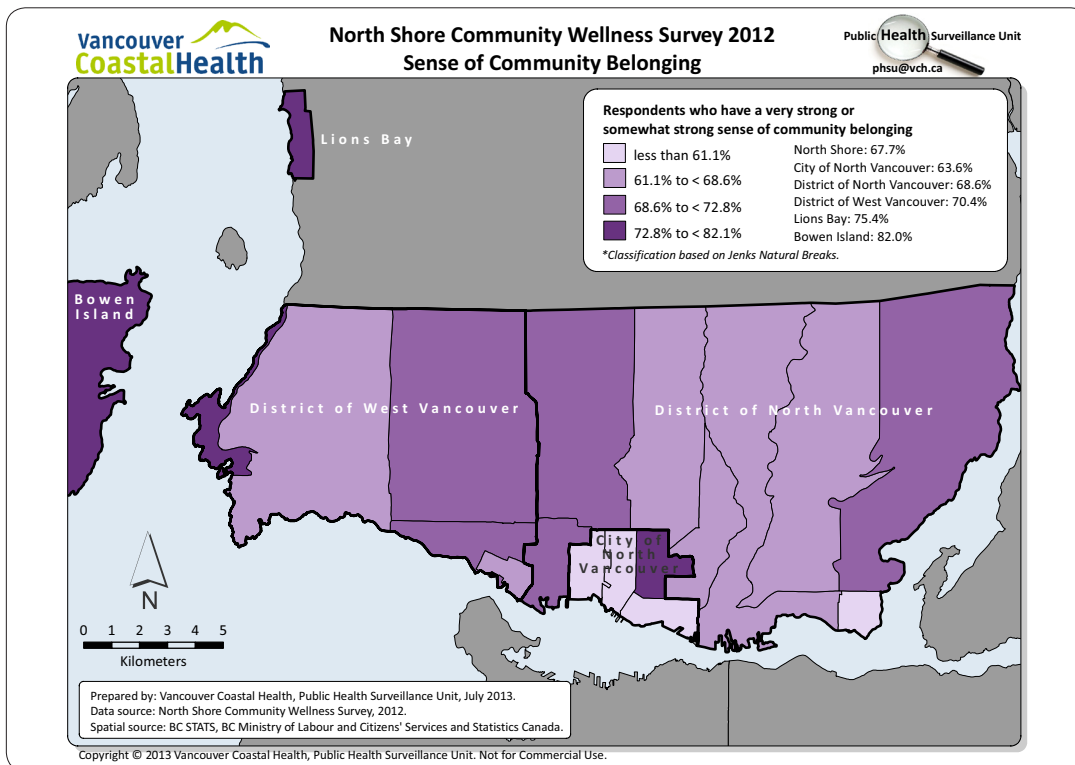 Vancouver
CoastalHealth
North Shore Community Wellness Survey 2012
Sense of Community Belonging
Public Health Surveillance Unit
phsu@vch.ca
Respondents who have a very strong or
somewhat strong sense of community belonging
less than 61.1%
61.1% to < 68.6%
68.6% to < 72.8%
72.8% to < 82.1%
North Shore: 67.7%
City of North Vancouver: 63.6%
District of North Vancouver: 68.6%
District of West Vancouver: 70.4%
Lions Bay: 75.4%
Bowen Island: 82.0%
*Classification based on Jenks Natural Breaks.
Lions Bay
Bowen
Island
District of West Vancouver
District of North Vancouver
City of
North
Vancouver
N
0 1 2 3 4 5
Kilometers
Prepared by: Vancouver Coastal Health, Public Health Surveillance Unit, July 2013.
Data source: North Shore Community Wellness Survey, 2012.
Spatial source: BC STATS, BC Ministry of Labour and Citizens' Services and Statistics Canada.
Copyright © 2013 Vancouver Coastal Health, Public Health Surveillance Unit. Not for Commercial Use.